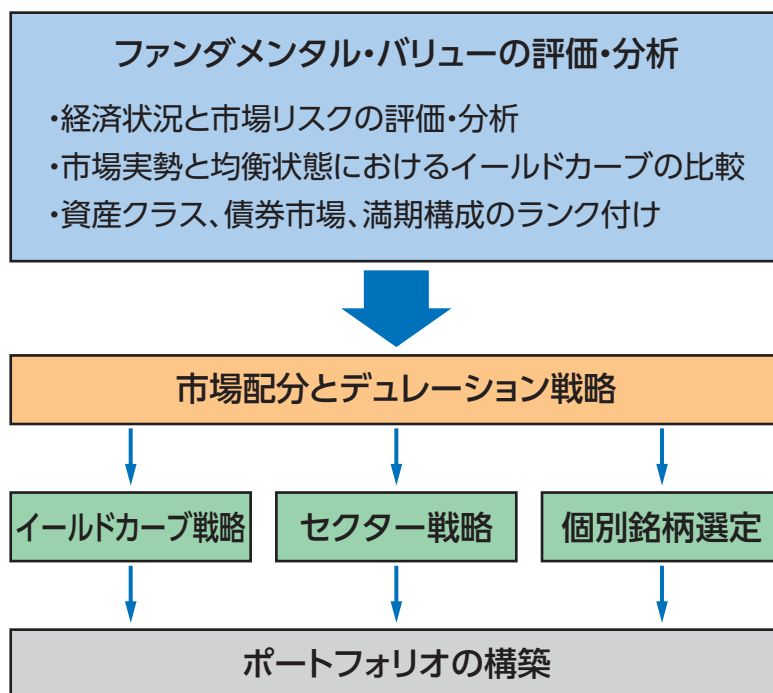 ファンダメンタル・バリューの評価・分析
・経済状況と市場リスクの評価・分析
・市場実勢と均衡状態におけるイールドカーブの比較
・資産クラス、債券市場、満期構成のランク付け
市場配分とデュレーション戦略
イールドカーブ戦略
セクター戦略
個別銘柄選定
ポートフォリオの構築